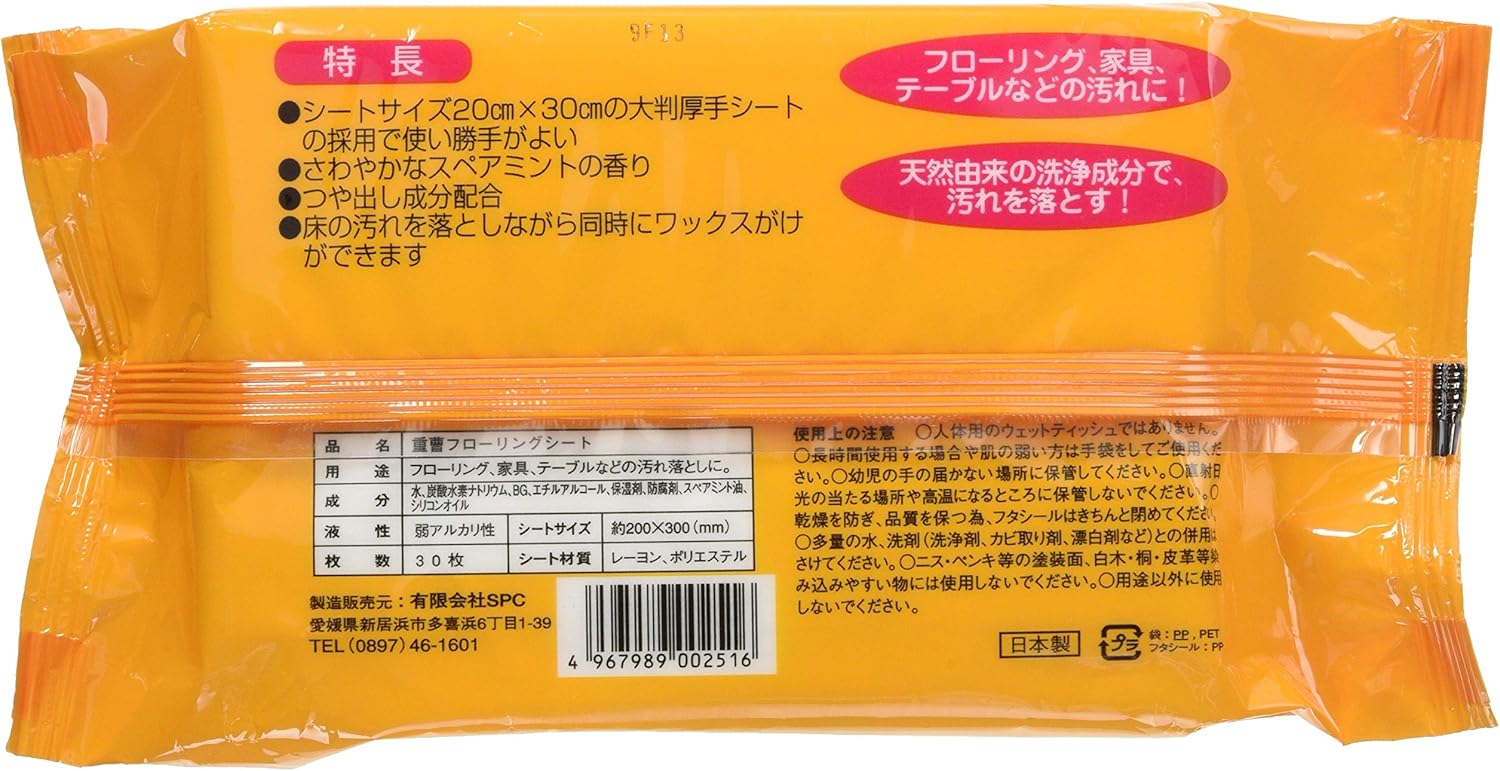 9F13
特長
●シートサイズ20㎝×30㎝の大判厚手シート
の採用で使い勝手がよい
●さわやかなスペアミントの香り
●つや出し成分配合
●床の汚れを落としながら同時にワックスがけ
ができます
フローリング、家具、
テーブルなどの汚れに！
天然由来の洗浄成分で、
汚れを落とす！
品名 重曹フローリングシート
用途 フローリング、家具、テーブルなどの汚れ落としに。
成分 水、炭酸水素ナトリウム、BG、エチルアルコール、保湿剤、防腐剤、スペアミント油、
シリコンオイル
液性 弱アルカリ性 シートサイズ 約200×300(mm)
枚数 30枚 シート材質 レーヨン、ポリエステル
製造販売元：有限会社SPC
愛媛県新居浜市多喜浜6丁目1-39
TEL(0897)46-1601
4 967989 002516
使用上の注意 ○人体用のウェットティッシュではありません。
○長時間使用する場合や肌の弱い方は手袋をしてご使用くだ
さい。○幼児の手の届かない場所に保管してください。○直射日
光の当たる場所や高温になるところに保管しないでください。○
乾燥を防ぎ、品質を保つ為、フタシールはきちんと閉めてくださ
○多量の水、洗剤(洗浄剤、カビ取り剤、漂白剤など)との併用は
さけてください。○ニス・ペンキ等の塗装面、白木・桐・皮革等染
み込みやすい物には使用しないでください。○用途以外に使用
しないでください。
日本製
プラ
袋：PP , PET
フタシール：PP